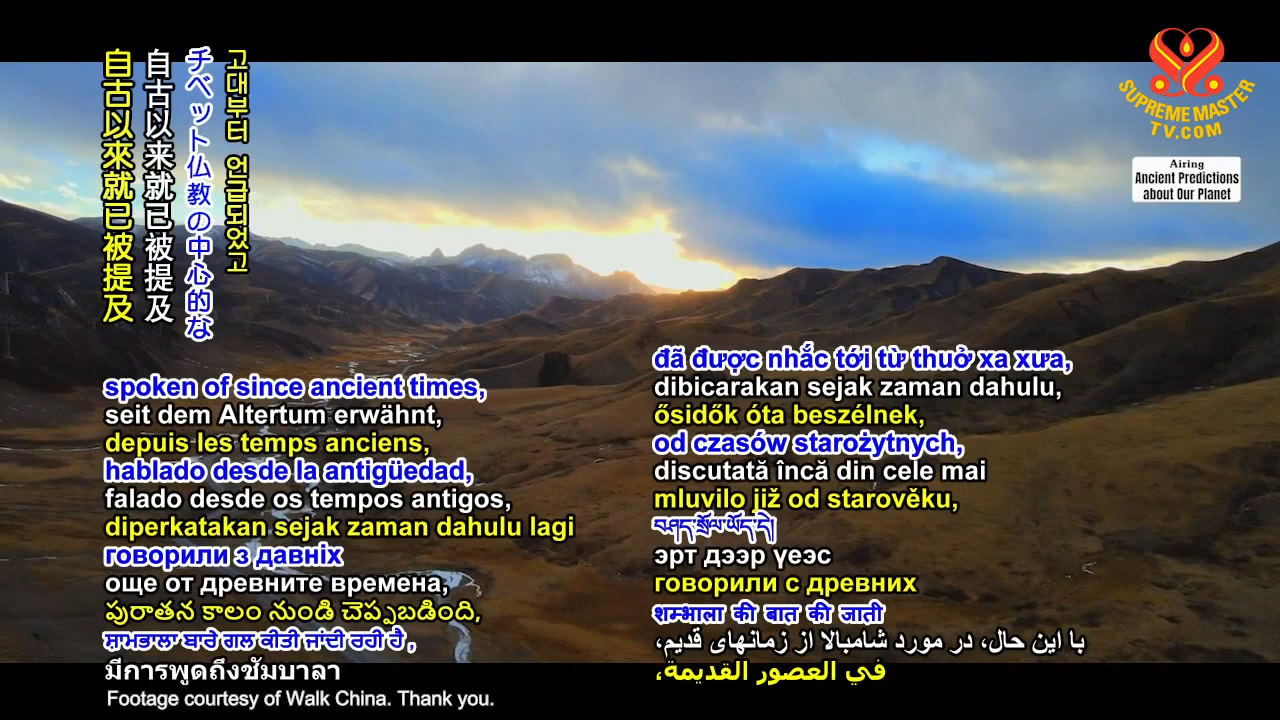 自古以來就已被提及
自古以来就已被提及
チベット仏教の中心的な
고대부터 언급되었고
SUPREME MASTER
TV.COM
Airing
Ancient Predictions
about Our Planet
spoken of since ancient times,
seit dem Altertum erwähnt,
depuis les temps anciens,
hablado desde la antigüedad,
falado desde os tempos antigos,
diperkatakan sejak zaman dahulu lagi
говорили з давніх
още от древните времена,
పురాతన కాలం నుండి చెప్పబడింది,
ਸ਼ਾਮਭਾਲਾ ਬਾਰੇ ਗਲ ਕੀਤੀ ਜਾਂਦੀ ਰਹੀ ਹੈ,
มีการพูดถึงชัมบาลา
đã được nhắc tới từ thuở xa xưa,
dibicarakan sejak zaman dahulu,
ősidők óta beszélnek,
od czasów starożytnych,
discutată încă din cele mai
mluvilo již od starověku,
བཤད་སྲོལ་ཡོད་དེ།
эрт дээр үеэс
говорили с древних
शम्भाला की बात की जाती
با این حال، در مورد شامبالا از زمانهای قدیم،
في العصور القديمة،
Footage courtesy of Walk China. Thank you.